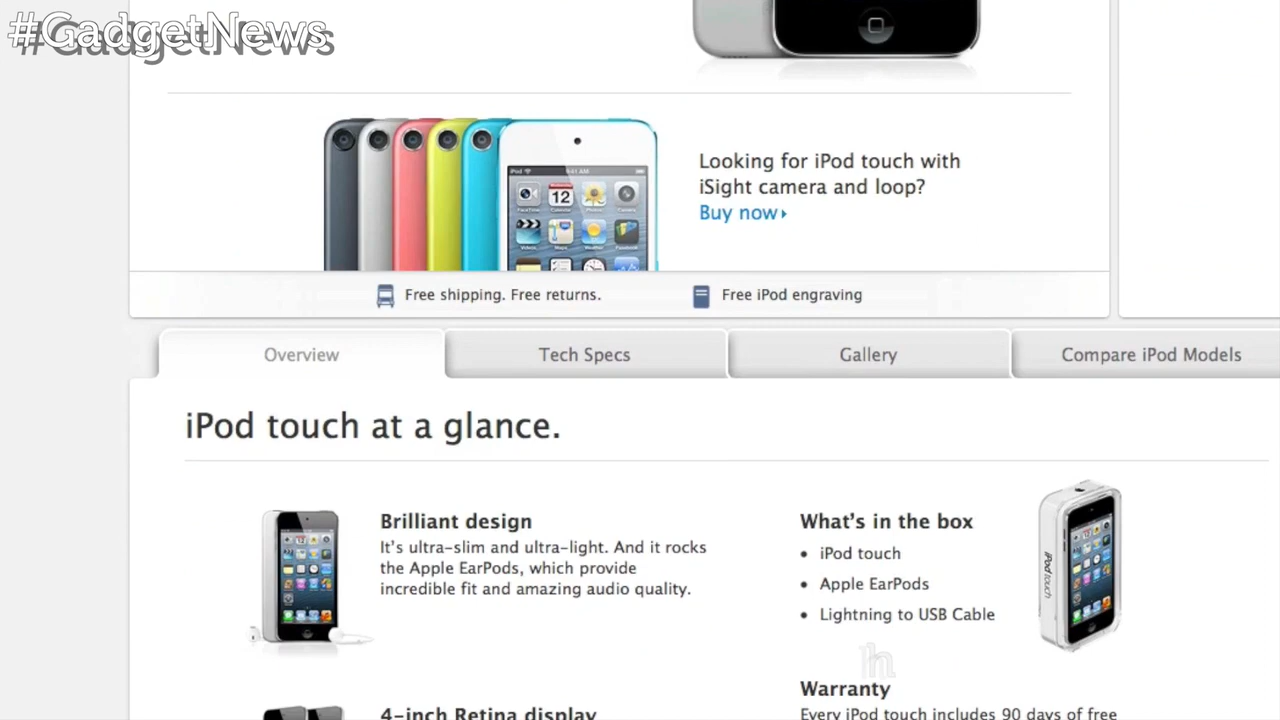 #GadgetNews
Looking for iPod touch with
iSight camera and loop?
Buy now
Free shipping. Free returns.
Free iPod engraving
Overview
Tech Specs
Gallery
Compare iPod Models
iPod touch at a glance.
Brilliant design
It's ultra-slim and ultra-light. And it rocks
the Apple EarPods, which provide
incredible fit and amazing audio quality.
What's in the box
• iPod touch
• Apple EarPods
• Lightning to USB Cable
iPod touch
h
4-inch Retina display
Warranty
Every iPod touch includes 90 days of free